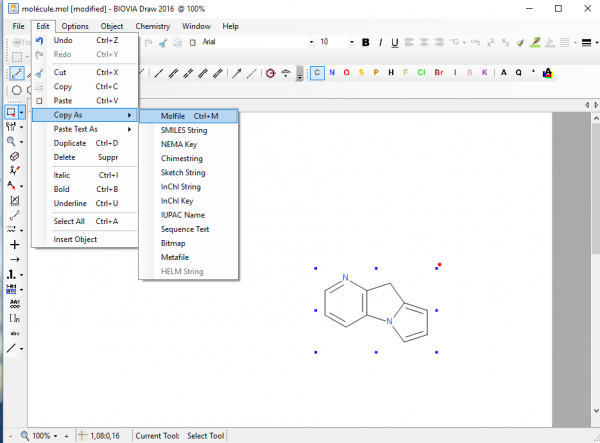 molécule.mol [modified] - BIOVIA Draw 2016 @ 100%
File Edit Options Object Chemistry Window Help
Arial 10 B I U
C N O S P H F Cl Br I B K A Q * A
Undo Ctrl+Z
Redo Ctrl+Y
Cut Ctrl+X
Copy Ctrl+C
Paste Ctrl+V
Copy As
Paste Text As
Duplicate Ctrl+D
Delete Suppr
Italic Ctrl+I
Bold Ctrl+B
Underline Ctrl+U
Select All Ctrl+A
Insert Object
Molfile Ctrl+M
SMILES String
NEMA Key
Chimestring
Sketch String
InChI String
InChI Key
IUPAC Name
Sequence Text
Bitmap
Metafile
HELM String
N
N
A
.1.
>R1
AA!
[ ]n
abc
- 100% + 1,08:0,16 Current Tool: Select Tool